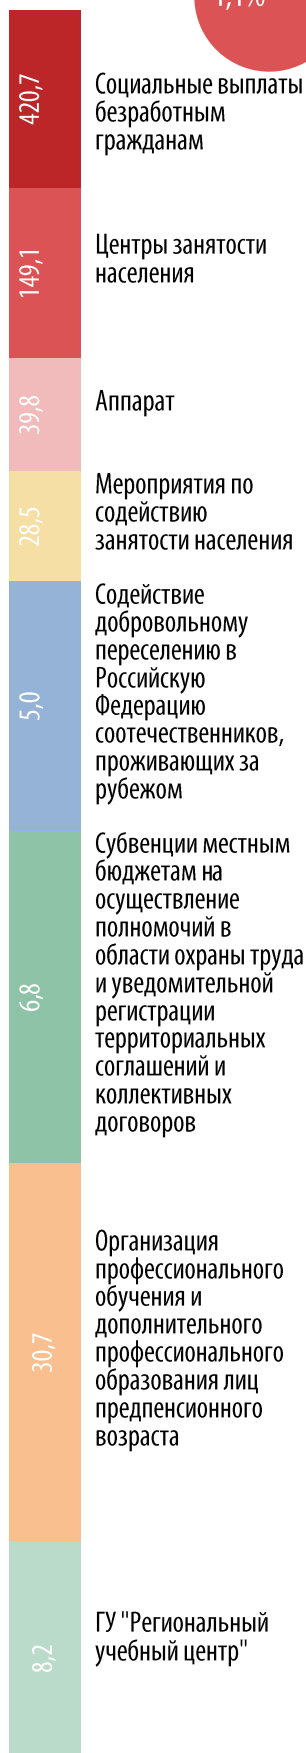 420,7
Социальные выплаты
безработным
гражданам
149,1
Центры занятости
населения
39,8
Аппарат
28,5
Мероприятия по
содействию
занятости населения
5,0
Содействие
добровольному
переселению в
Российскую
Федерацию
соотечественников,
проживающих за
рубежом
6,8
Субвенции местным
бюджетам на
осуществление
полномочий в
области охраны труда
и уведомительной
регистрации
территориальных
соглашений и
коллективных
договоров
30,7
Организация
профессионального
обучения и
дополнительного
профессионального
образования лиц
предпенсионного
возраста
8,2
ГУ "Региональный
учебный центр"